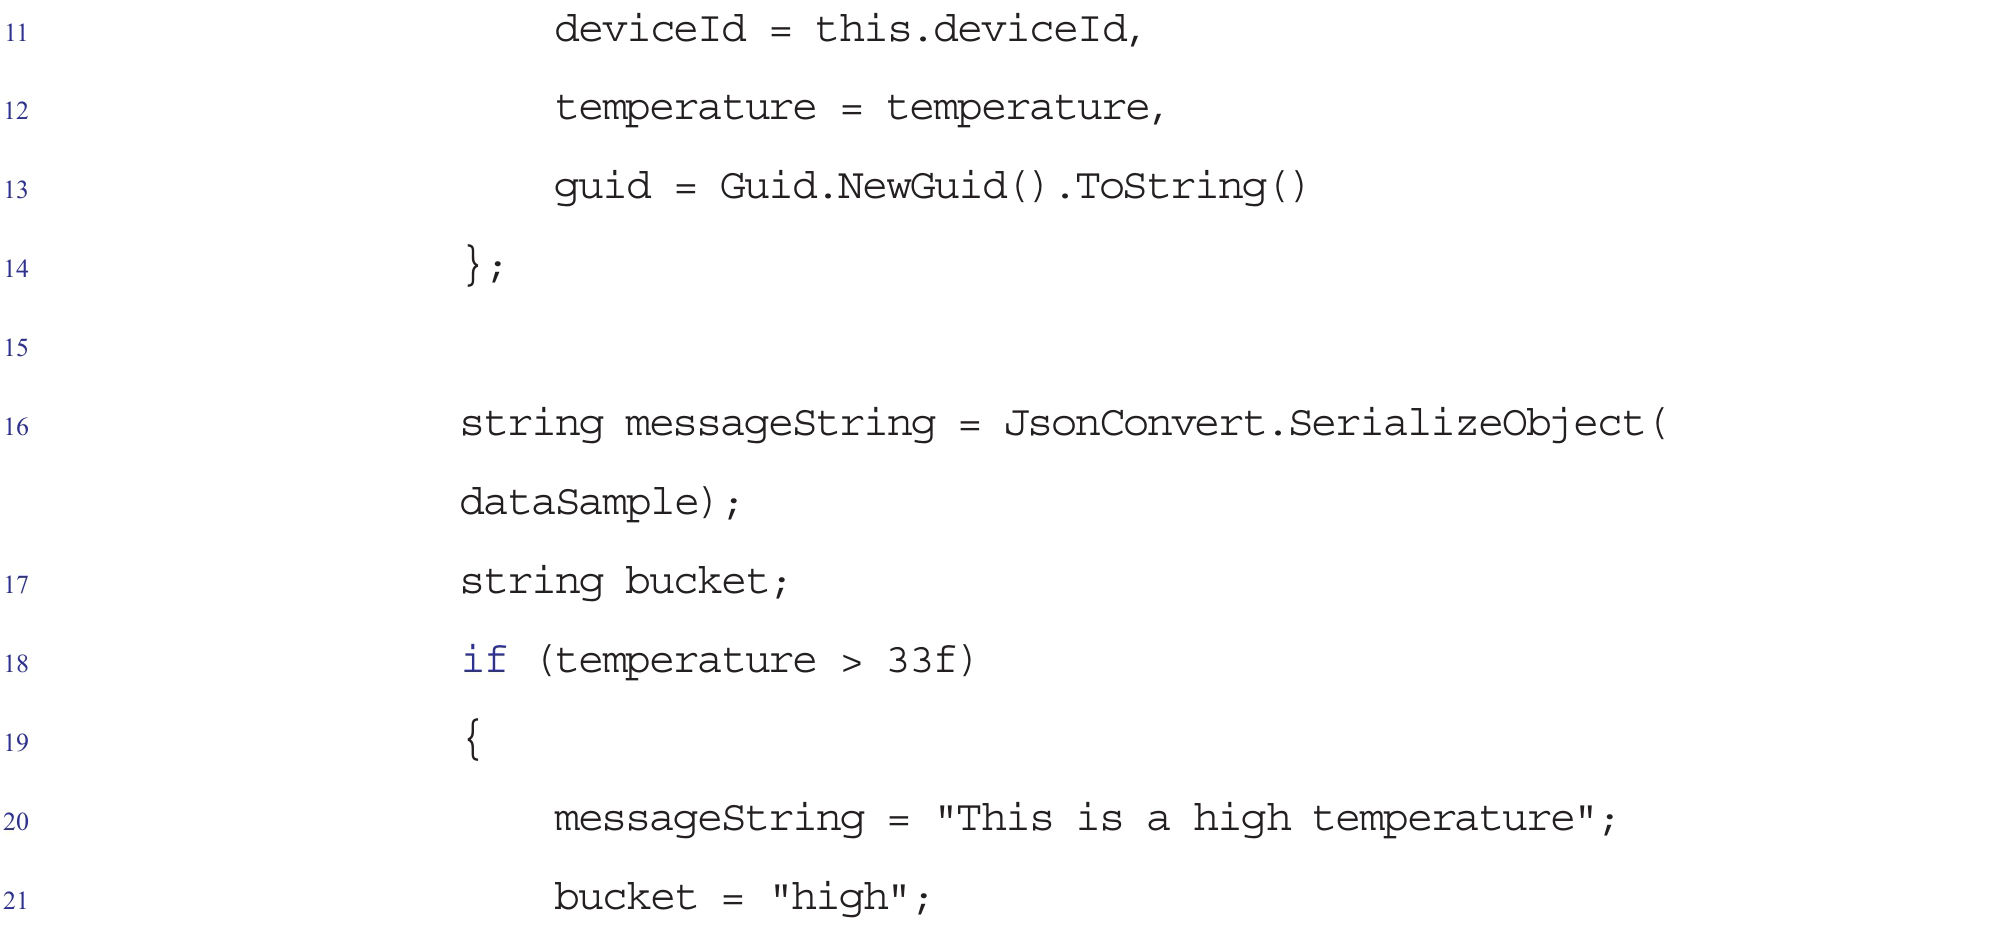 11 deviceId = this.deviceId,
12 temperature = temperature,
13 guid = Guid.NewGuid().ToString()
14 };
15
16 string messageString = JsonConvert.SerializeObject(
dataSample);
17 string bucket;
18 if (temperature > 33f)
19 {
20 messageString = "This is a high temperature";
21 bucket = "high";